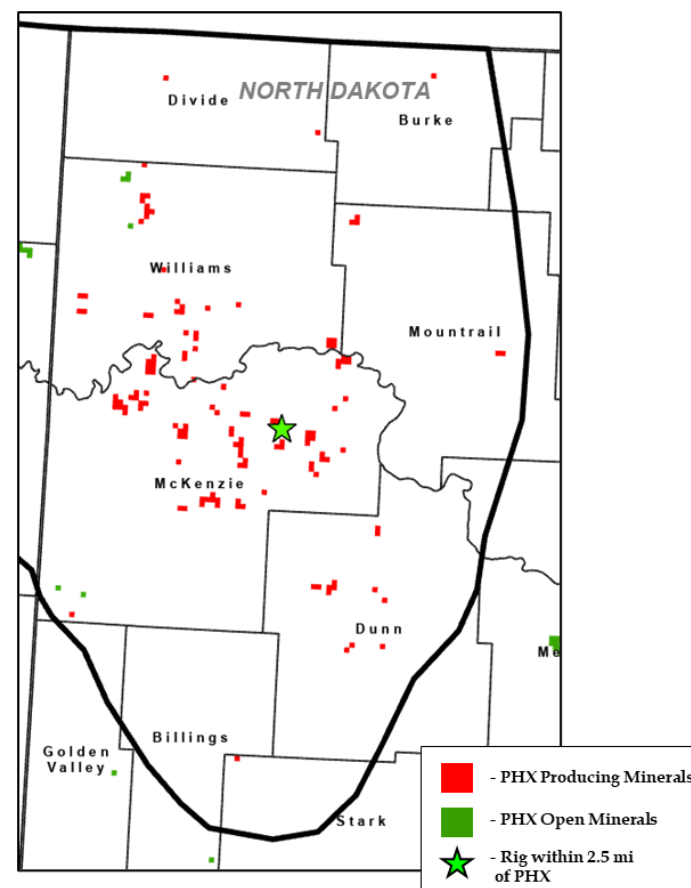 NORTH DAKOTA
Divide
Burke
Williams
Mountrail
McKenzie
Dunn
Me
Billings
Golden
Valley
Stark
- PHX Producing Minerals
- PHX Open Minerals
- Rig within 2.5 mi
of PHX